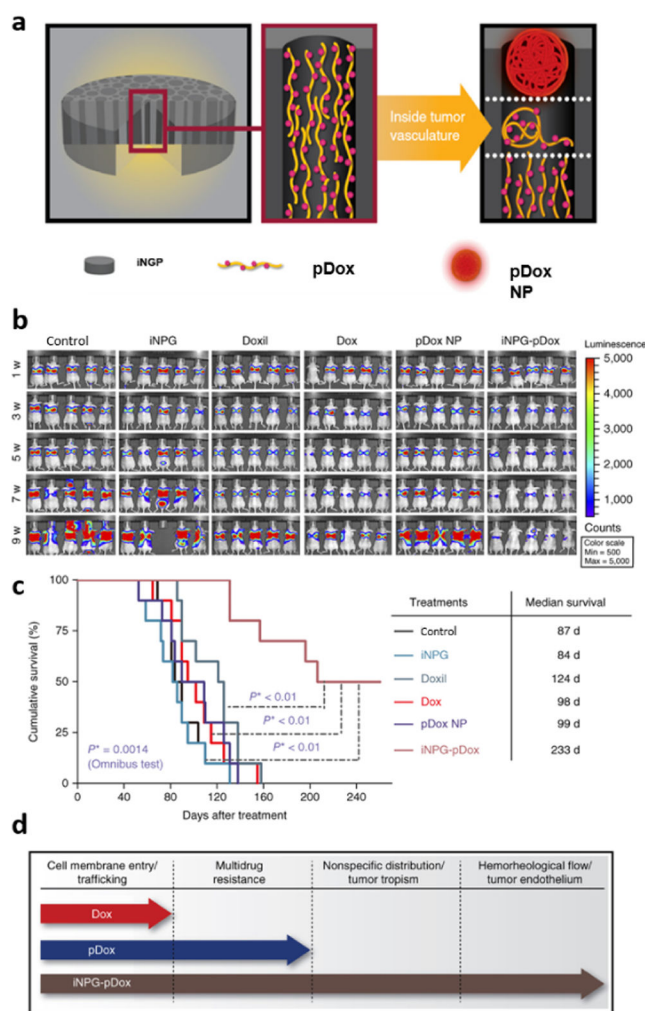 a
Inside tumor
vasculature
iNGP
pDox
pDox
NP
b
Control iNPG Doxil Dox pDox NP iNPG-pDox
Luminescence
1 w
3 w
5 w
7 w
9 w
5,000
4,000
3,000
2,000
1,000
Counts
Color scale
Min = 500
Max = 5,000
c
Cumulative survival (%)
100
75
50
25
0
0 40 80 120 160 200 240
Days after treatment
P* < 0.01
P* < 0.01
P* < 0.01
P* = 0.0014
(Omnibus test)
Treatments Median survival
Control 87 d
iNPG 84 d
Doxil 124 d
Dox 98 d
pDox NP 99 d
iNPG-pDox 233 d
d
Cell membrane entry/
trafficking
Multidrug
resistance
Nonspecific distribution/
tumor tropism
Hemorheological flow/
tumor endothelium
Dox
pDox
iNPG-pDox